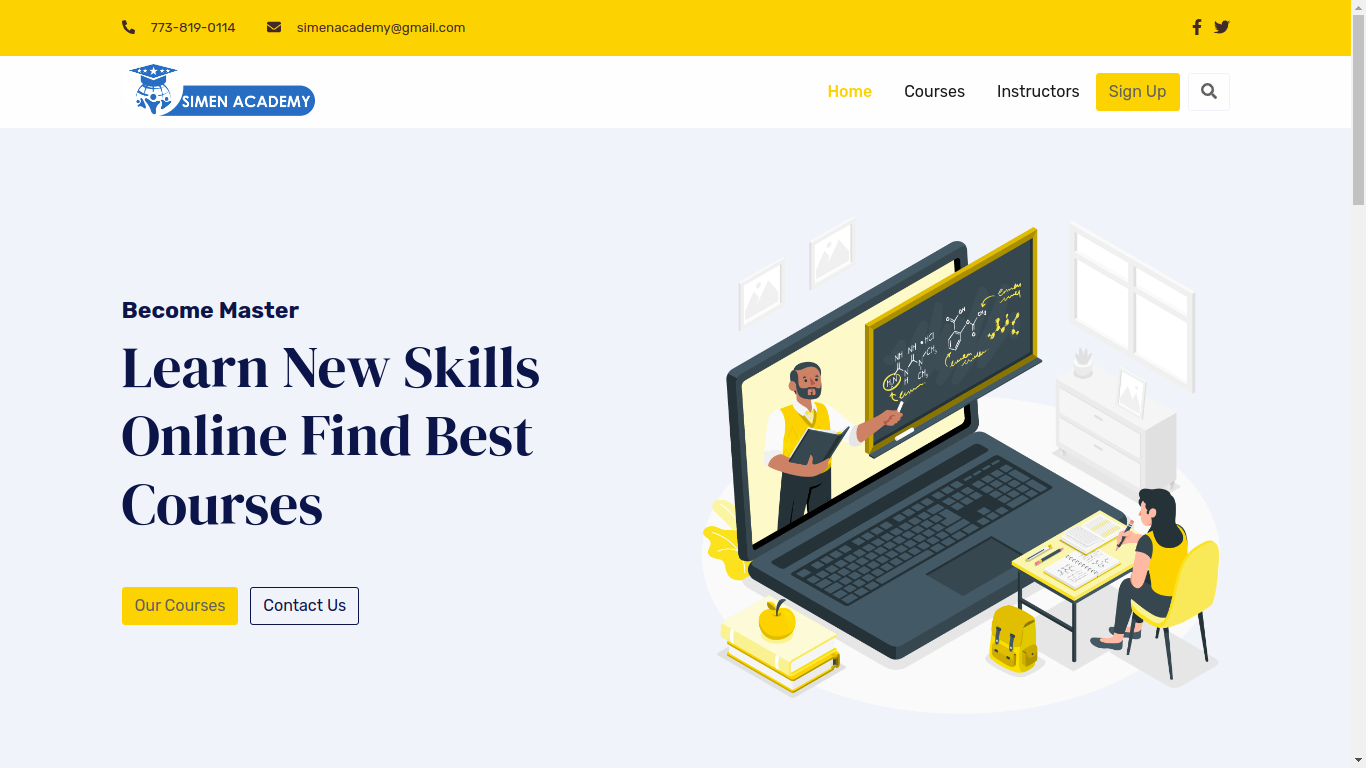 773-819-0114
simenacademy@gmail.com
SIMEN ACADEMY
Home
Courses
Instructors
Sign Up
Become Master
Learn New Skills
Online Find Best
Courses
Our Courses
Contact Us